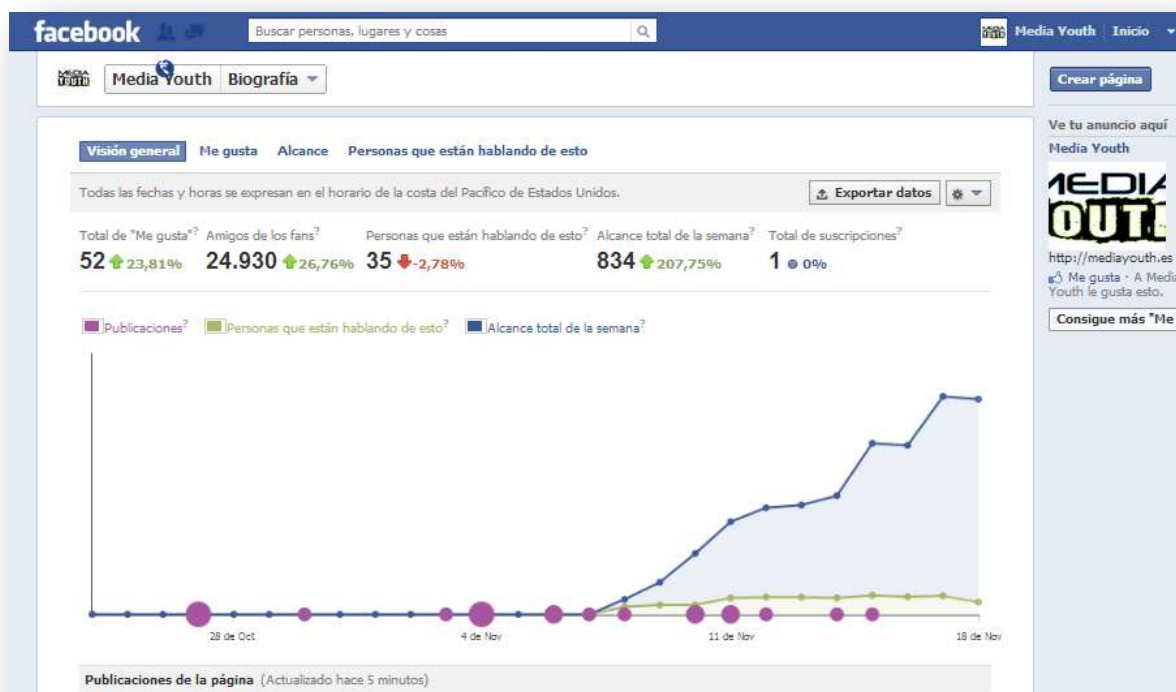 facebook
Buscar personas, lugares y cosas
Media Youth Inicio
MEDIA
YOUTH
Media Youth Biografía
Crear página
Visión general Me gusta Alcance Personas que están hablando de esto
Todas las fechas y horas se expresan en el horario de la costa del Pacífico de Estados Unidos.
Exportar datos
Total de "Me gusta"? Amigos de los fans? Personas que están hablando de esto? Alcance total de la semana? Total de suscripciones?
52 23,81% 24.930 26,76% 35 -2,78% 834 207,75% 1 0%
Publicaciones? Personas que están hablando de esto? Alcance total de la semana?
28 de Oct 4 de Nov 11 de Nov 18 de Nov
Publicaciones de la página (Actualizado hace 5 minutos)
Ve tu anuncio aquí
Media Youth
http://mediayouth.es
Me gusta · A Media
Youth le gusta esto.
Consigue más "Me